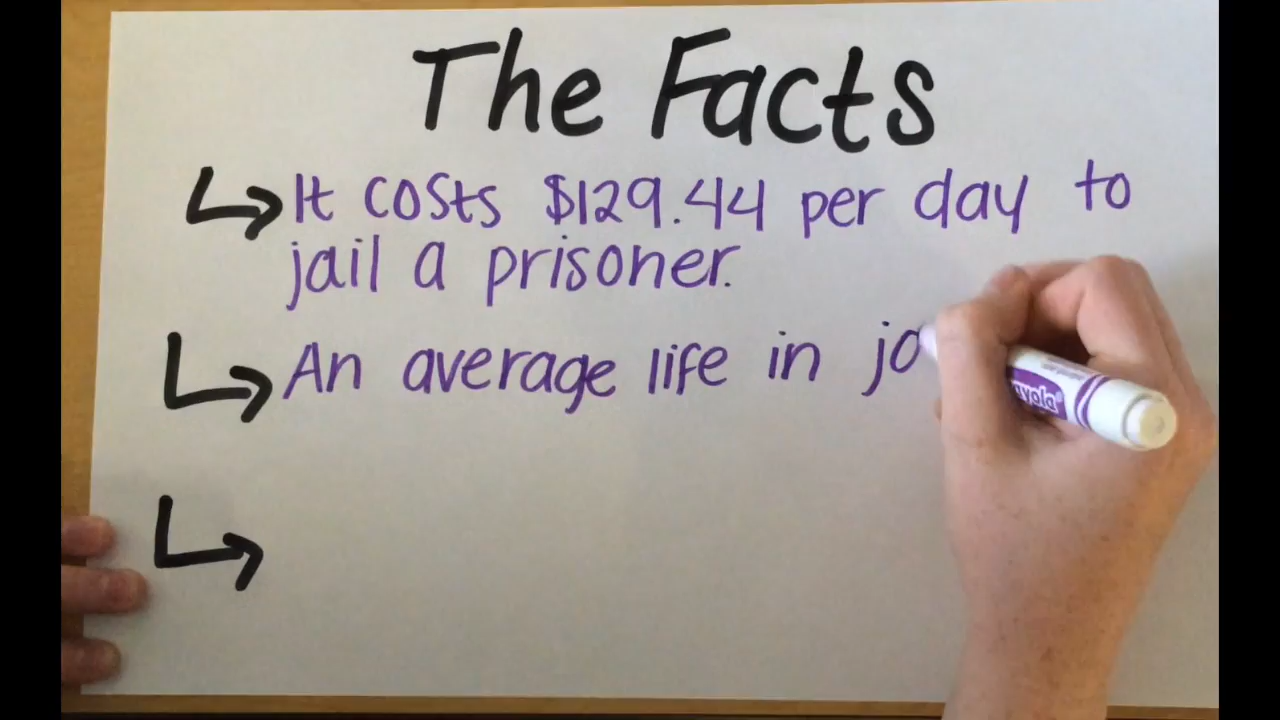 The Facts
It costs $129.44 per day to
jail a prisoner.
An average life in